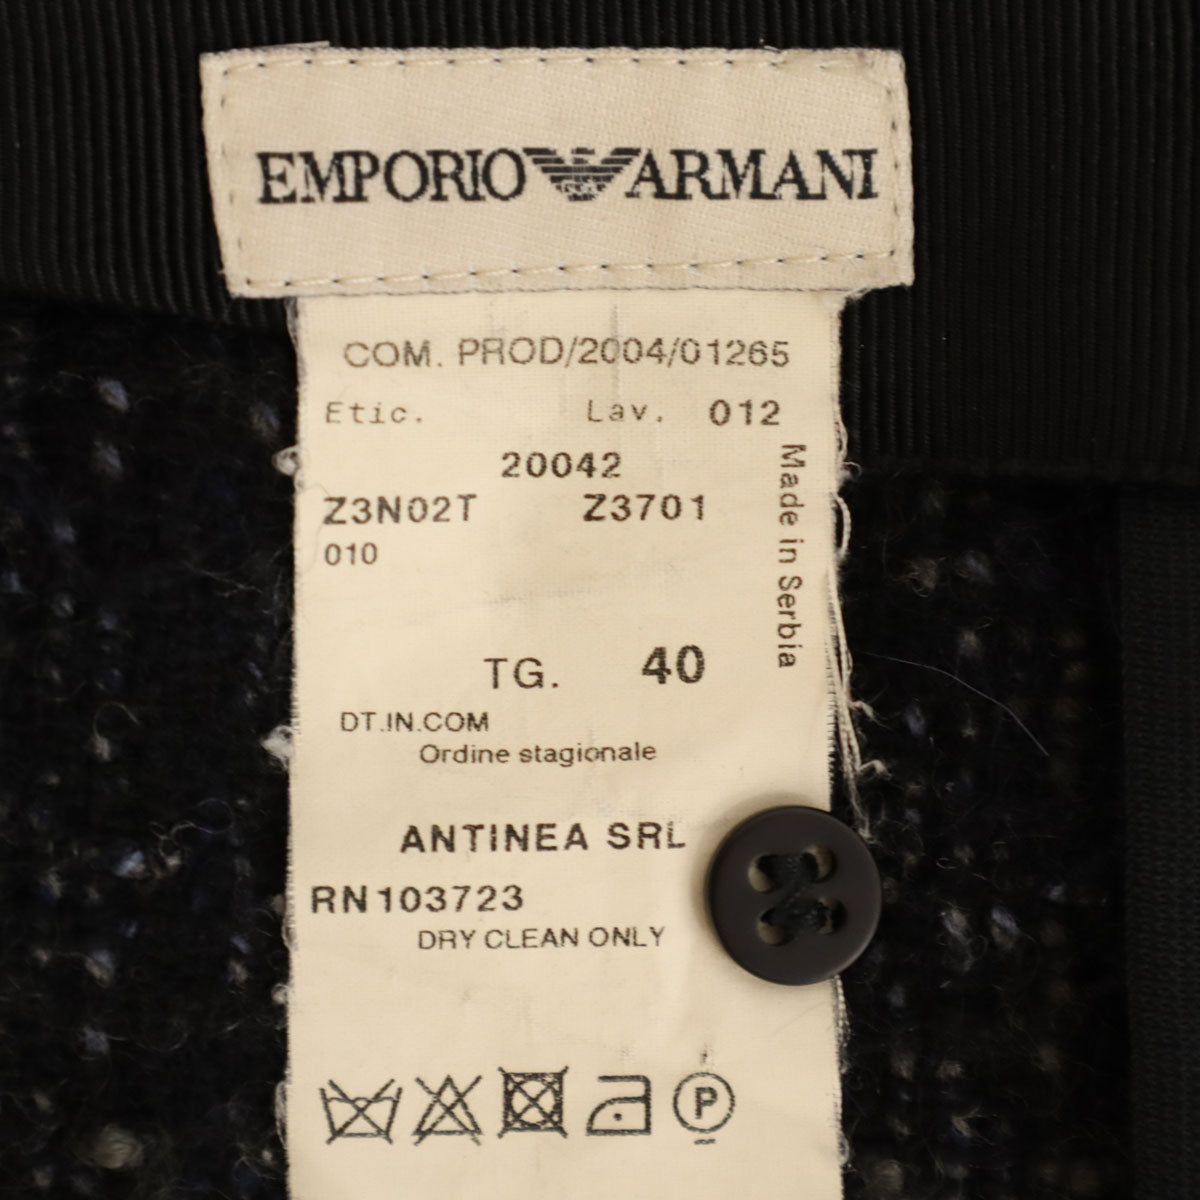 EMPORIO ARMANI
COM. PROD/2004/01265
Etic. Lav. 012
20042
Z3N02T Z3701
010
Made in Serbia
TG. 40
DT.IN.COM
Ordine stagionale
ANTINEA SRL
RN103723
DRY CLEAN ONLY
P